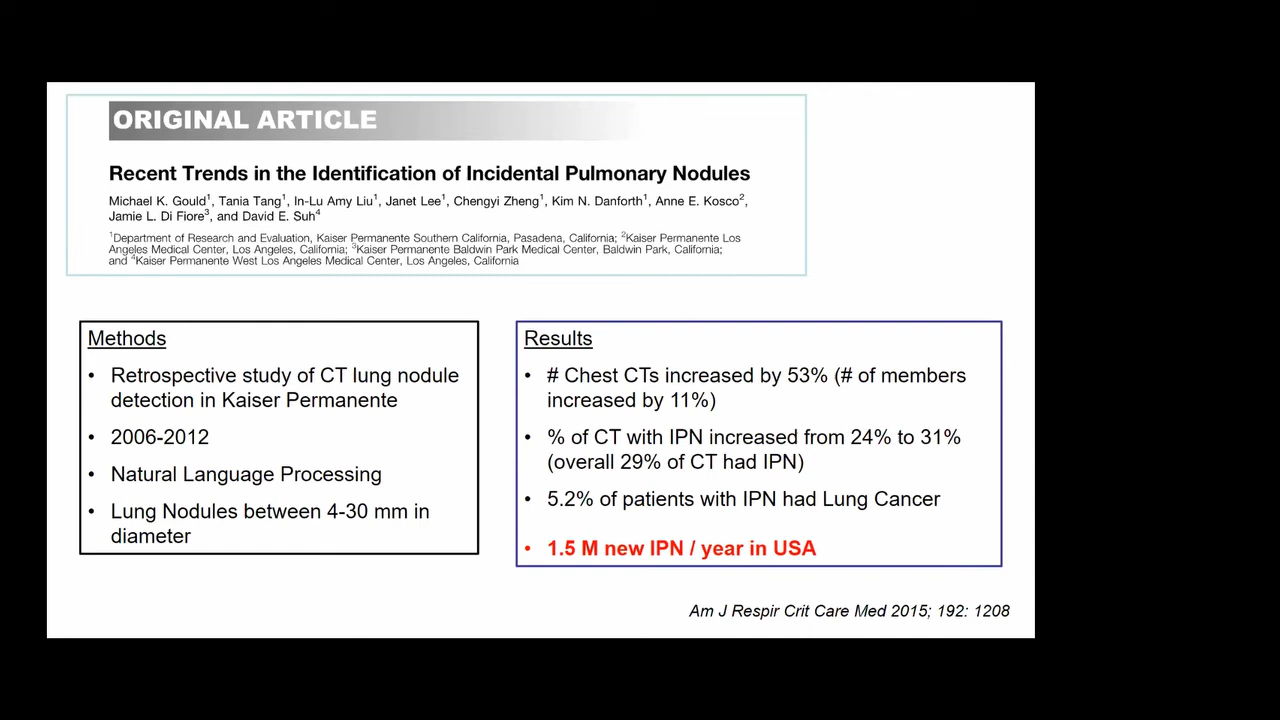 ORIGINAL ARTICLE
Recent Trends in the Identification of Incidental Pulmonary Nodules
Michael K. Gould1, Tania Tang1, In-Lu Amy Liu1, Janet Lee1, Chengyi Zheng1, Kim N. Danforth1, Anne E. Kosco2,
Jamie L. Di Fiore3, and David E. Suh4
1Department of Research and Evaluation, Kaiser Permanente Southern California, Pasadena, California; 2Kaiser Permanente Los
Angeles Medical Center, Los Angeles, California; 3Kaiser Permanente Baldwin Park Medical Center, Baldwin Park, California;
and 4Kaiser Permanente West Los Angeles Medical Center, Los Angeles, California
Methods
• Retrospective study of CT lung nodule
detection in Kaiser Permanente
• 2006-2012
• Natural Language Processing
• Lung Nodules between 4-30 mm in
diameter
Results
• # Chest CTs increased by 53% (# of members
increased by 11%)
• % of CT with IPN increased from 24% to 31%
(overall 29% of CT had IPN)
• 5.2% of patients with IPN had Lung Cancer
• 1.5 M new IPN / year in USA
Am J Respir Crit Care Med 2015; 192: 1208